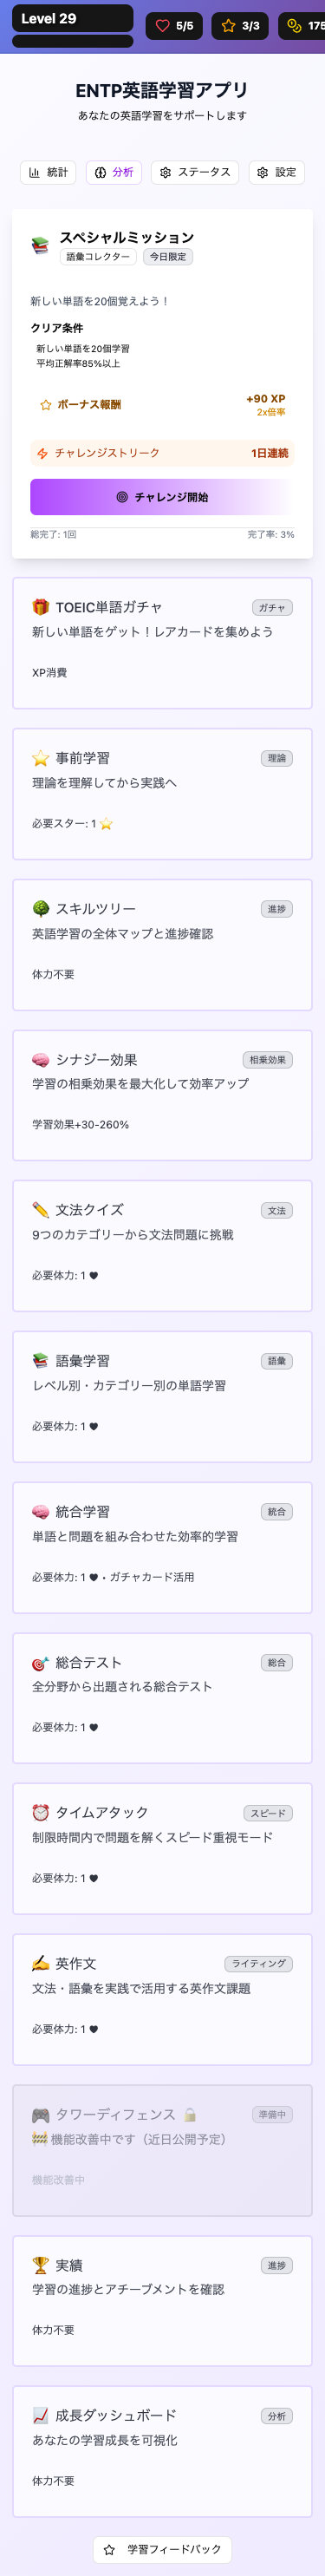 Level 29
5/5
3/3
175
ENTP英語学習アプリ
あなたの英語学習をサポートします
統計
分析
ステータス
設定
スペシャルミッション
語彙コレクター
今日限定
新しい単語を20個覚えよう！
クリア条件
新しい単語を20個学習
平均正解率85%以上
ボーナス報酬
+90 XP
2x倍率
チャレンジストリーク
1日連続
チャレンジ開始
総完了: 1回
完了率: 3%
TOEIC単語ガチャ
ガチャ
新しい単語をゲット！レアカードを集めよう
XP消費
事前学習
理論
理論を理解してから実践へ
必要スター: 1⭐
スキルツリー
進捗
英語学習の全体マップと進捗確認
体力不要
シナジー効果
相乗効果
学習の相乗効果を最大化して効率アップ
学習効果+30-260%
文法クイズ
文法
9つのカテゴリーから文法問題に挑戦
必要体力: 1 ♥
語彙学習
語彙
レベル別・カテゴリー別の単語学習
必要体力: 1 ♥
統合学習
統合
単語と問題を組み合わせた効率的学習
必要体力: 1 ♥ • ガチャカード活用
総合テスト
総合
全分野から出題される総合テスト
必要体力: 1 ♥
タイムアタック
スピード
制限時間内で問題を解くスピード重視モード
必要体力: 1 ♥
英作文
ライティング
文法・語彙を実践で活用する英作文課題
必要体力: 1 ♥
タワーディフェンス 🔒
準備中
🚧 機能改善中です（近日公開予定）
機能改善中
実績
進捗
学習の進捗とアチーブメントを確認
体力不要
成長ダッシュボード
分析
あなたの学習成長を可視化
体力不要
学習フィードバック